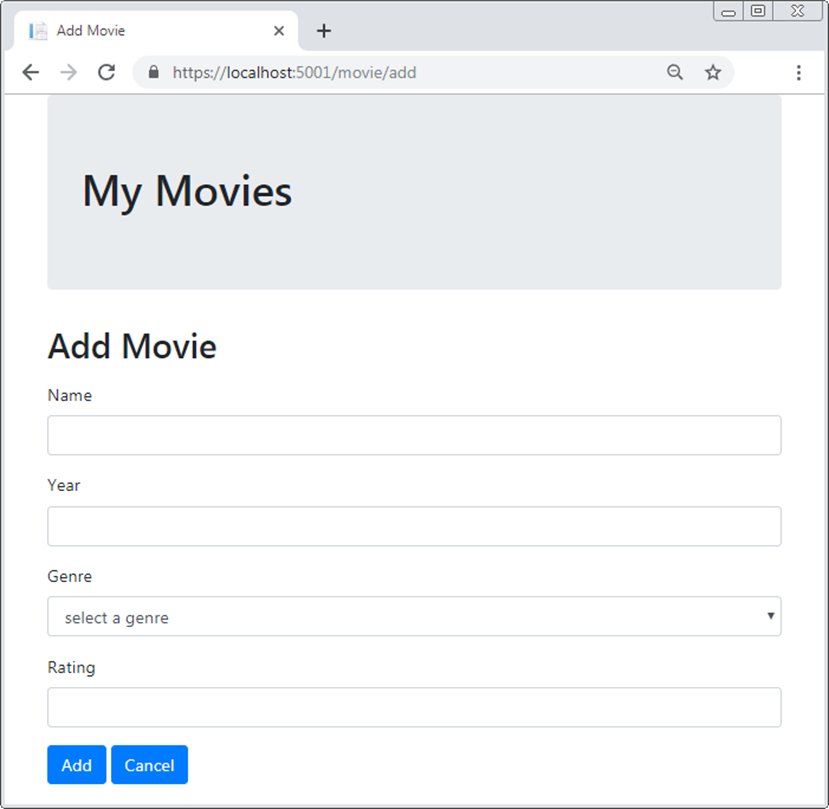 Add Movie
https://localhost:5001/movie/add
My Movies
Add Movie
Name
Year
Genre
select a genre
Rating
Add Cancel